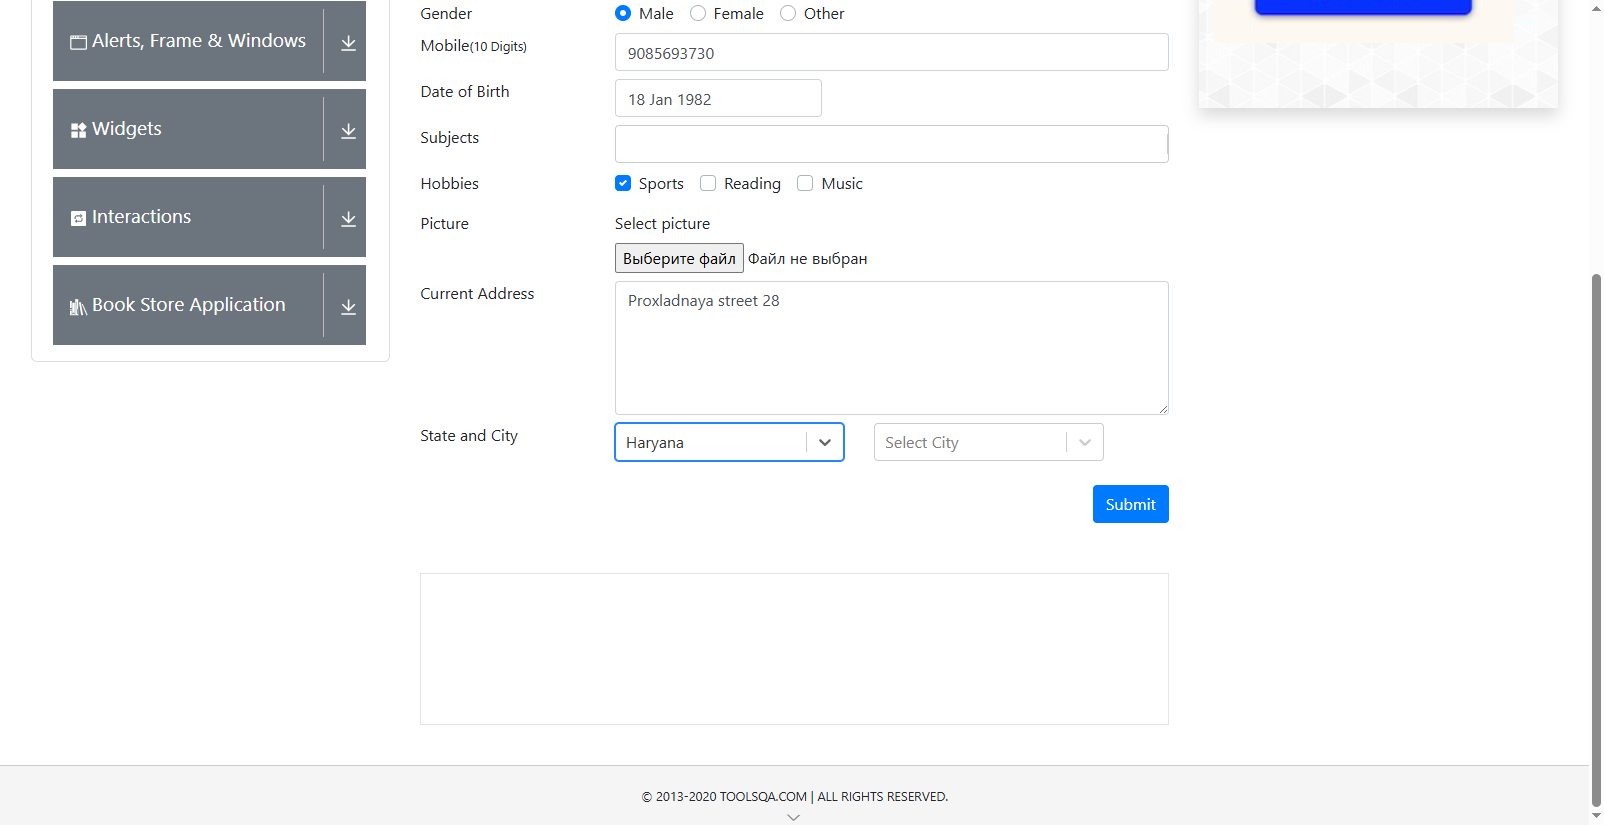 Alerts, Frame & Windows
Widgets
Interactions
Book Store Application
Gender
Male Female Other
Mobile(10 Digits)
9085693730
Date of Birth
18 Jan 1982
Subjects
Hobbies
Sports Reading Music
Picture
Select picture
Выберите файл Файл не выбран
Current Address
Proxladnaya street 28
State and City
Haryana
Select City
Submit
© 2013-2020 TOOLSQA.COM | ALL RIGHTS RESERVED.